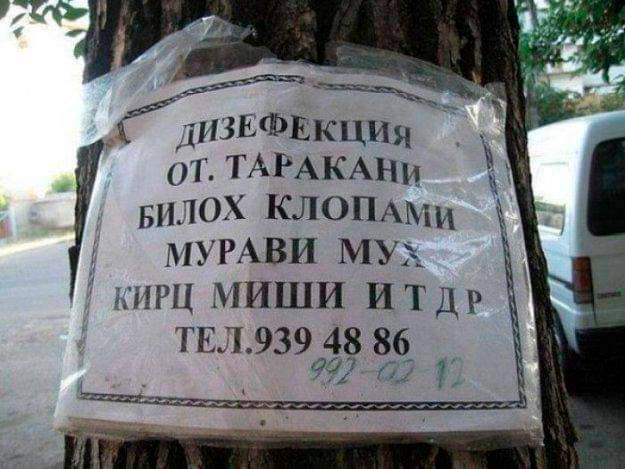 ДИЗЕФЕКЦИЯ
ОТ. ТАРАКАНИ
БИЛОХ КЛОПАМИ
МУРАВИ МУХ
КИРЦ МИШИ И Т Д Р
ТЕЛ.939 48 86
992-02-12